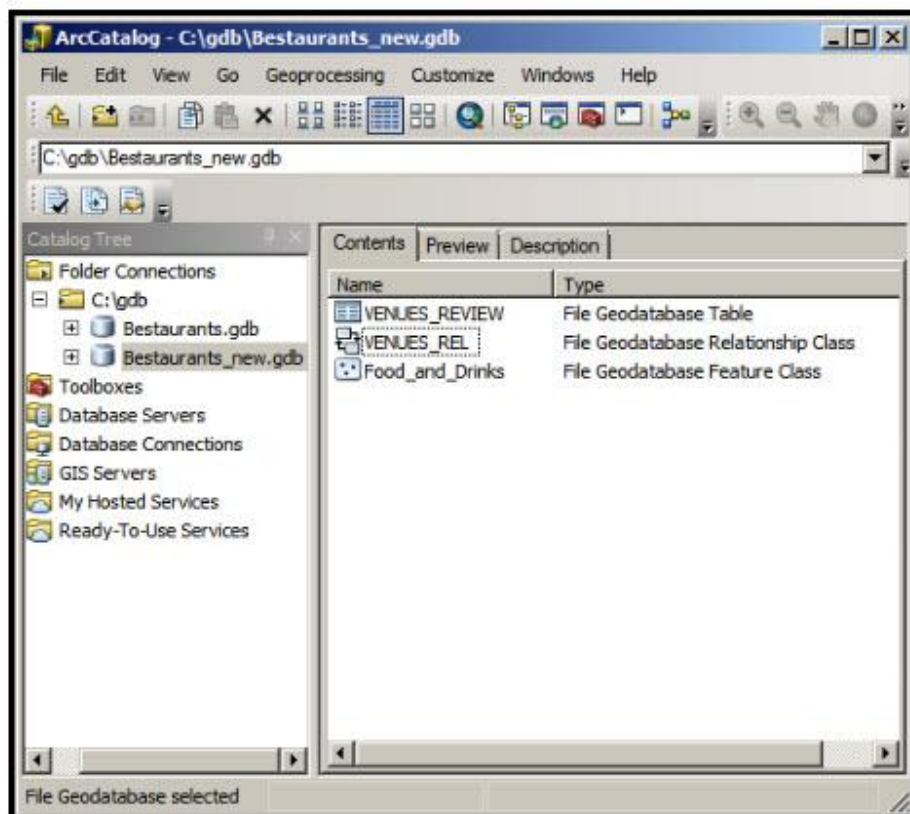 ArcCatalog - C:\gdb\Bestaurants_new.gdb
File Edit View Go Geoprocessing Customize Windows Help
C:\gdb\Bestaurants_new.gdb
Catalog Tree
Folder Connections
C:\gdb
Bestaurants.gdb
Bestaurants_new.gdb
Toolboxes
Database Servers
Database Connections
GIS Servers
My Hosted Services
Ready-To-Use Services
Contents Preview Description
Name Type
VENUES_REVIEW File Geodatabase Table
VENUES_REL File Geodatabase Relationship Class
Food_and_Drinks File Geodatabase Feature Class
File Geodatabase selected